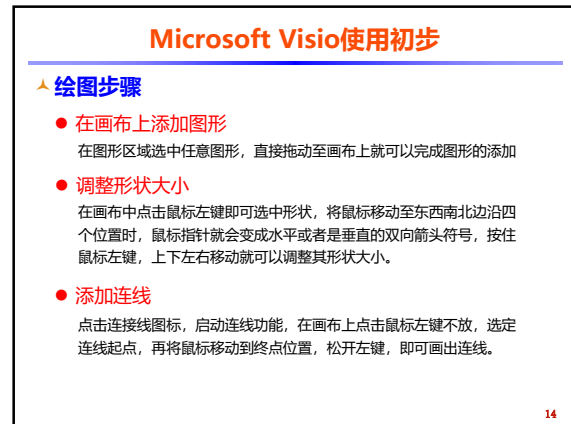 Microsoft Visio使用初步
绘图步骤
在画布上添加图形
在图形区域选中任意图形，直接拖动至画布上就可以完成图形的添加
调整形状大小
在画布中点击鼠标左键即可选中形状，将鼠标移动至东西南北边沿四
个位置时，鼠标指针就会变成水平或者是垂直的双向箭头符号，按住
鼠标左键，上下左右移动就可以调整其形状大小。
添加连线
点击连接线图标，启动连线功能，在画布上点击鼠标左键不放，选定
连线起点，再将鼠标移动到终点位置，松开左键，即可画出连线。
14